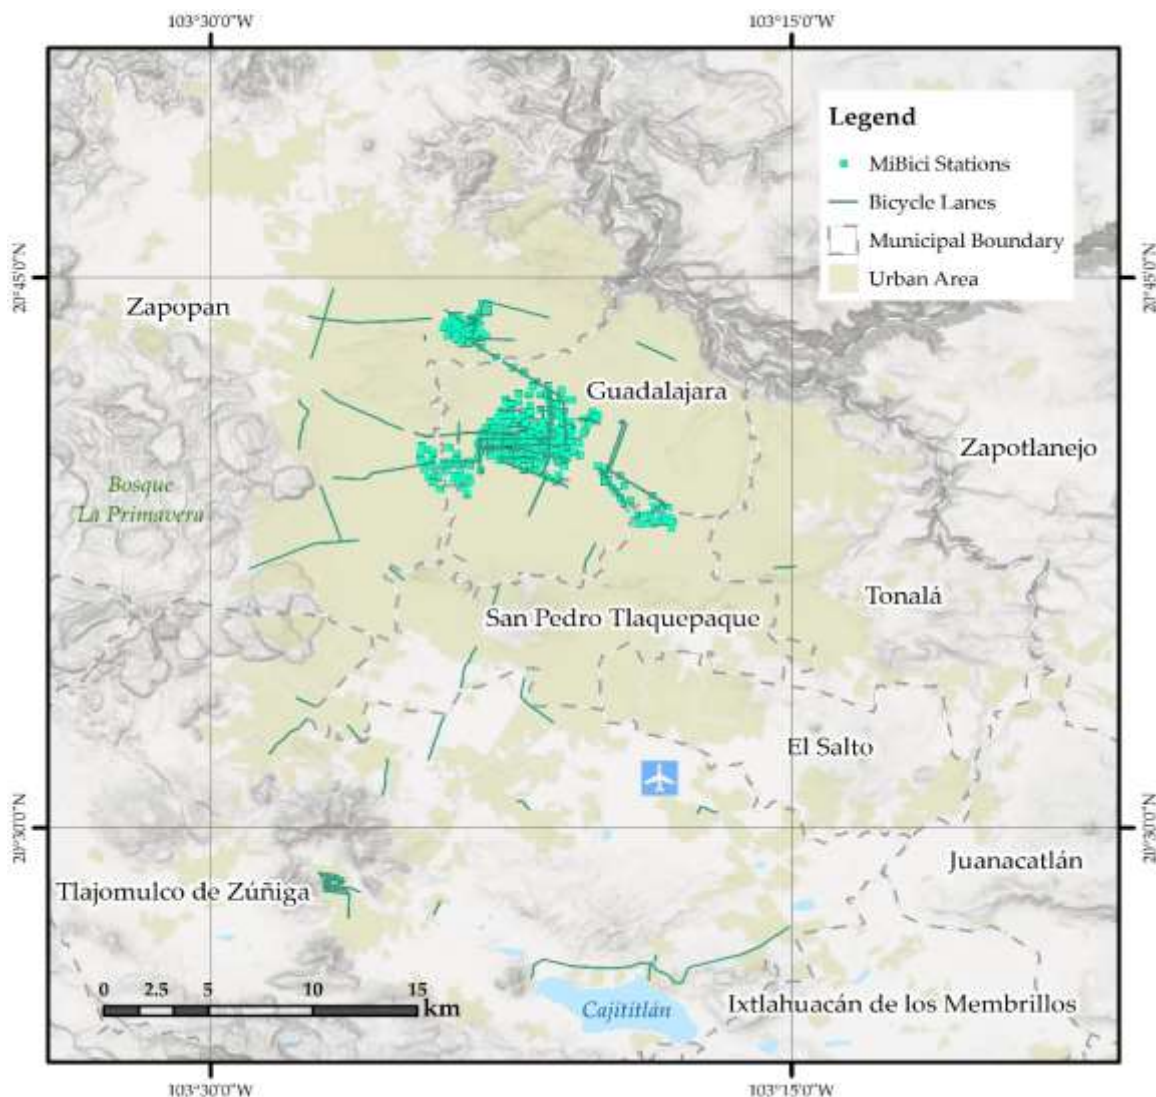 103°30'0"W
103°15'0"W
Legend
MiBici Stations
Bicycle Lanes
Municipal Boundary
Urban Area
20°45'0"N
20°45'0"N
Zapopan
Guadalajara
Zapotlanejo
Bosque
La Primavera
Tonalá
San Pedro Tlaquepaque
El Salto
20°30'0"N
20°30'0"N
Juanacatlán
Tlajomulco de Zúñiga
0 2.5 5 10 15
km
Cajititlán
Ixtlahuacán de los Membrillos
103°30'0"W
103°15'0"W